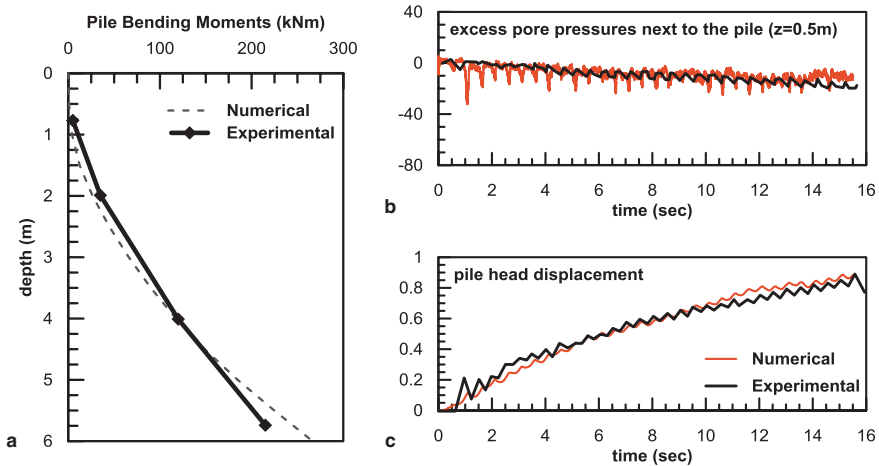 Pile Bending Moments (kNm)
0 100 200 300
0
1
2
3
4
5
6
depth (m)
Numerical
Experimental
a
excess pore pressures next to the pile (z=0.5m)
40
0
-40
-80
0 2 4 6 8 10 12 14 16
time (sec)
b
pile head displacement
1
0.8
0.6
0.4
0.2
0
Numerical
Experimental
0 2 4 6 8 10 12 14 16
time (sec)
c